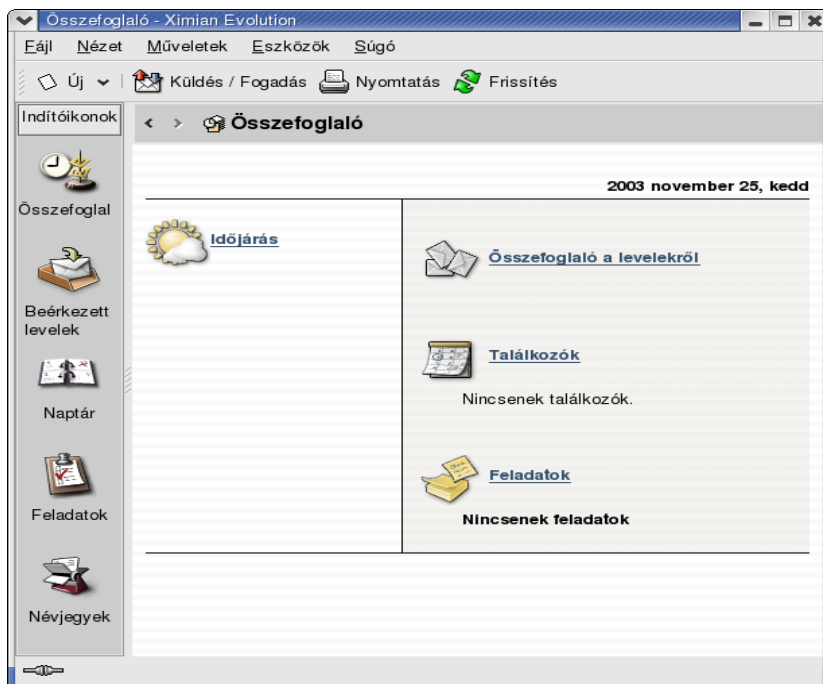 Összefoglaló - Ximian Evolution
Fájl Nézet Műveletek Eszközök Súgó
Új Küldés / Fogadás Nyomtatás Frissítés
Indítóikonok
Összefoglaló
2003 november 25, kedd
Összefoglal
Időjárás
Összefoglaló a levelekről
Beérkezett
levelek
Találkozók
Nincsenek találkozók.
Naptár
Feladatok
Nincsenek feladatok
Feladatok
Névjegyek